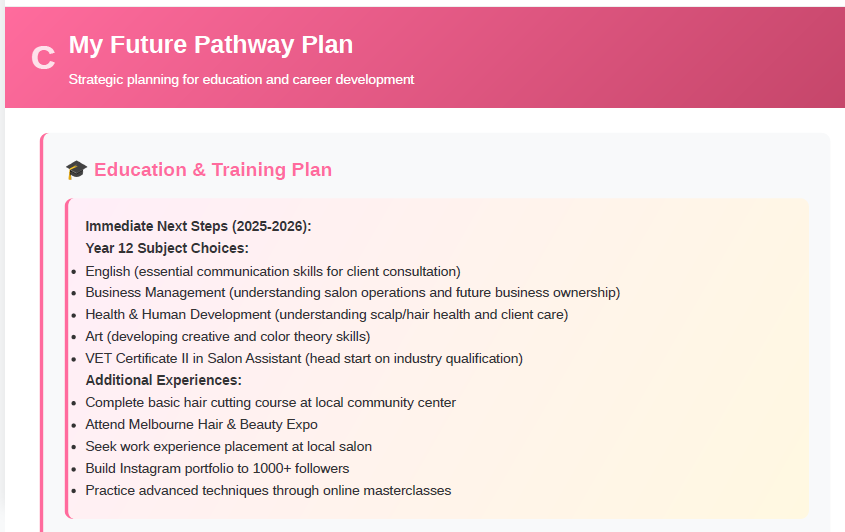 C
My Future Pathway Plan
Strategic planning for education and career development
Education & Training Plan
Immediate Next Steps (2025-2026):
Year 12 Subject Choices:
English (essential communication skills for client consultation)
Business Management (understanding salon operations and future business ownership)
Health & Human Development (understanding scalp/hair health and client care)
Art (developing creative and color theory skills)
VET Certificate II in Salon Assistant (head start on industry qualification)
Additional Experiences:
Complete basic hair cutting course at local community center
Attend Melbourne Hair & Beauty Expo
Seek work experience placement at local salon
Build Instagram portfolio to 1000+ followers
Practice advanced techniques through online masterclasses